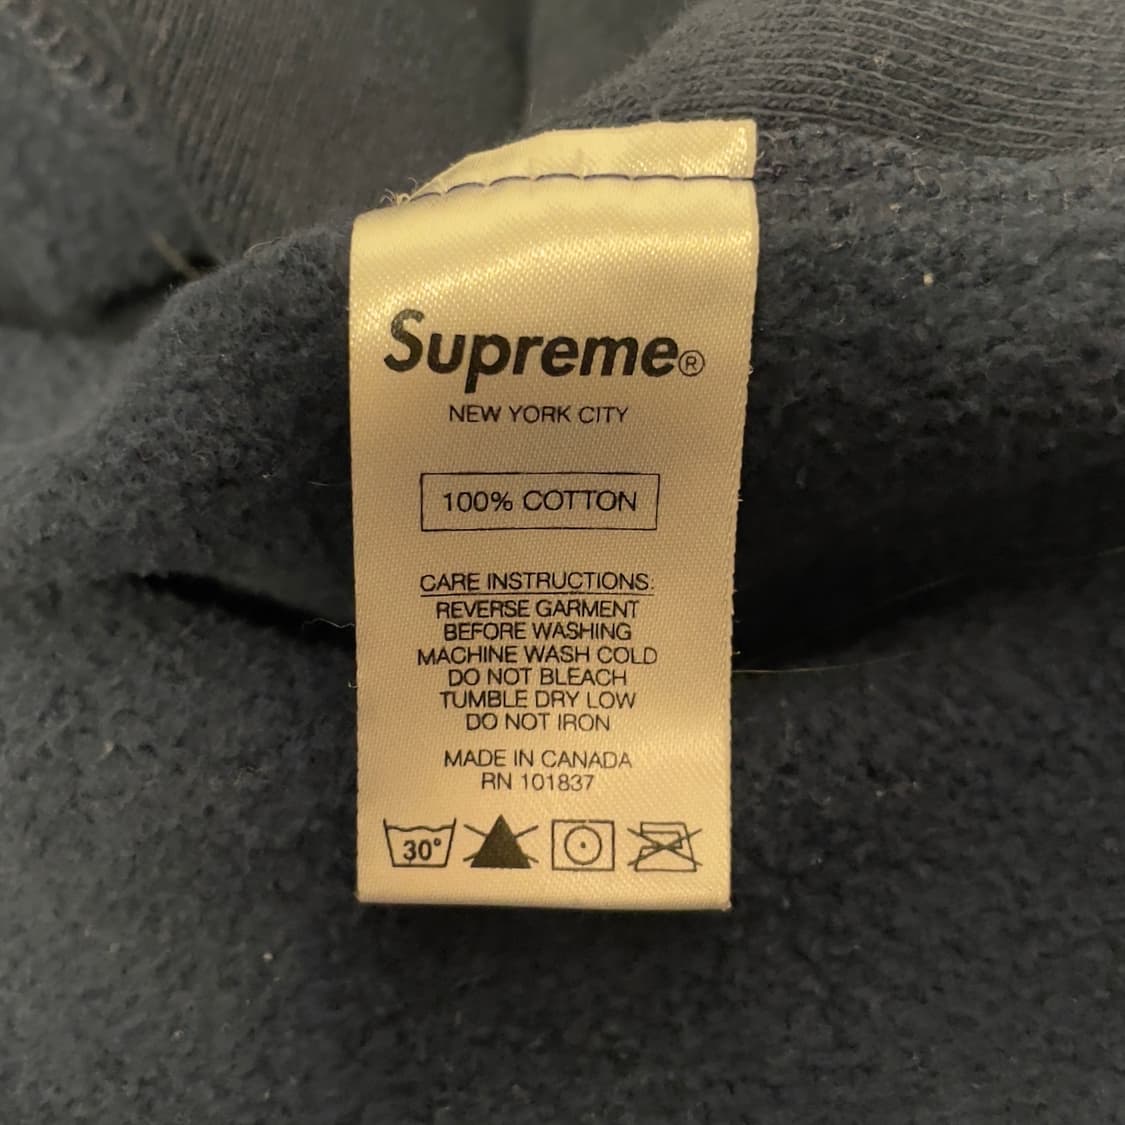 Supreme®
NEW YORK CITY
100% COTTON
CARE INSTRUCTIONS:
REVERSE GARMENT
BEFORE WASHING
MACHINE WASH COLD
DO NOT BLEACH
TUMBLE DRY LOW
DO NOT IRON
MADE IN CANADA
RN 101837
30°